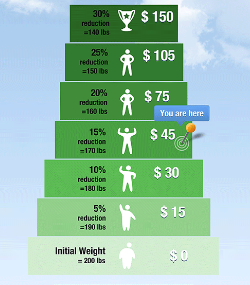 30%
reduction
=140 lbs
$ 150
25%
reduction
=150 lbs
$ 105
20%
reduction
=160 lbs
$ 75
You are here
15%
reduction
=170 lbs
$ 45
10%
reduction
=180 lbs
$ 30
5%
reduction
=190 lbs
$ 15
Initial Weight
= 200 lbs
$ 0